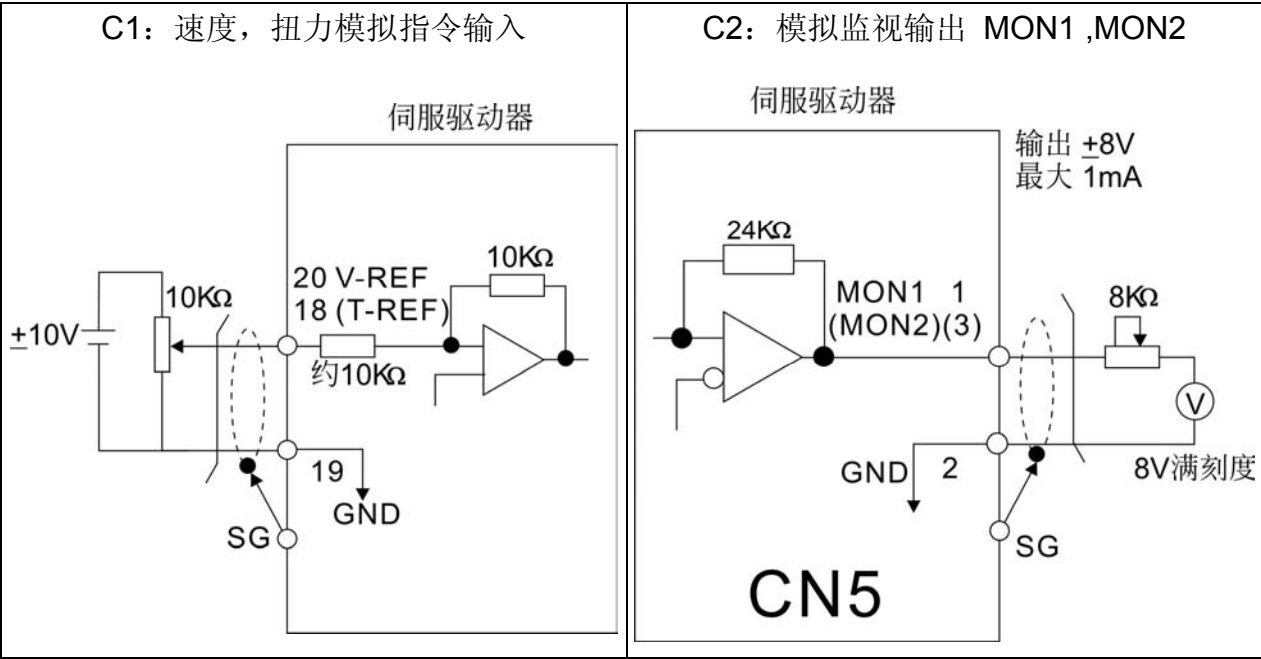 C1：速度，扭力模拟指令输入
伺服驱动器
±10V
10KΩ
20 V-REF
18 (T-REF)
约10KΩ
10KΩ
19
GND
SG
C2：模拟监视输出 MON1 ,MON2
伺服驱动器
输出 ±8V
最大 1mA
24KΩ
MON1 1
(MON2)(3)
8KΩ
V
GND 2
8V满刻度
SG
CN5